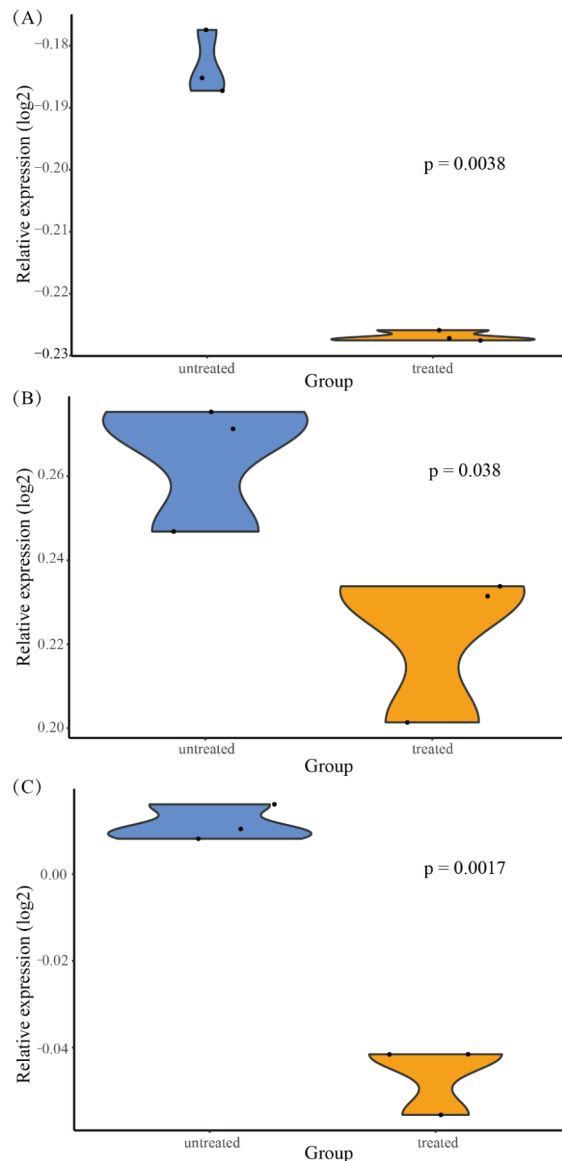 (A)
−0.18
−0.19
−0.20
−0.21
−0.22
−0.23
Relative expression (log2)
p = 0.0038
untreated
treated
Group
(B)
0.26
0.24
0.22
0.20
Relative expression (log2)
p = 0.038
untreated
treated
Group
(C)
0.00
-0.02
-0.04
Relative expression (log2)
p = 0.0017
untreated
treated
Group